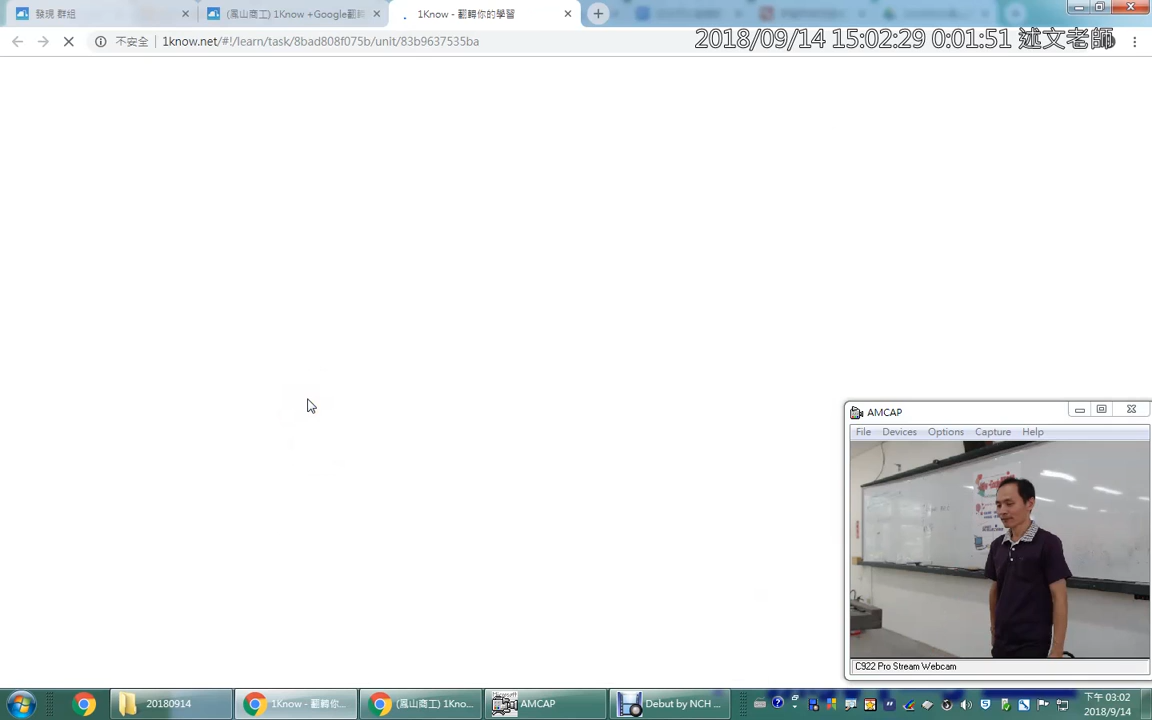 發現 群組
(鳳山商工) 1Know +Google翻轉
1Know - 翻轉你的學習
不安全
1know.net/#!/learn/task/8bad808f075b/unit/83b9637535ba
2018/09/14 15:02:29 0:01:51 述文老師
AMCAP
File Devices Options Capture Help
C922 Pro Stream Webcam
20180914
1Know - 翻轉你...
(鳳山商工) 1Kno...
AMCAP
Debut by NCH ...
下午 03:02
2018/9/14